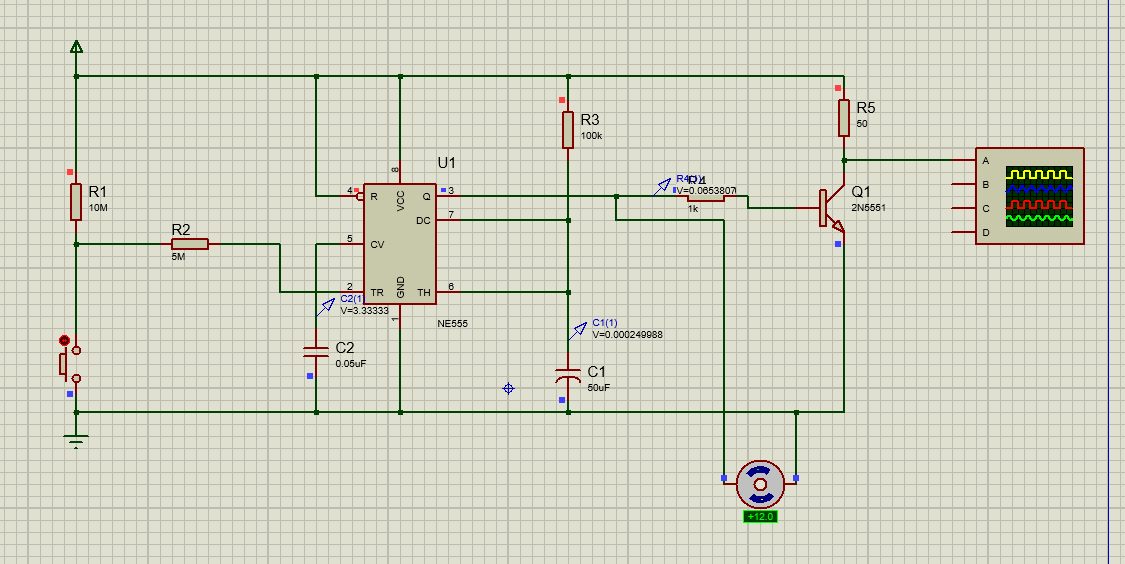 R1
10M
R2
5M
C2(1)
V=3.33333
C2
0.05uF
U1
NE555
4
R
5
CV
2
TR
8
VCC
GND
1
Q
3
DC
7
TH
6
R3
100k
C1(1)
V=0.000249988
C1
50uF
R4(1)
V=0.0653807
R4
1k
R5
50
Q1
2N5551
A
B
C
D
+12.0